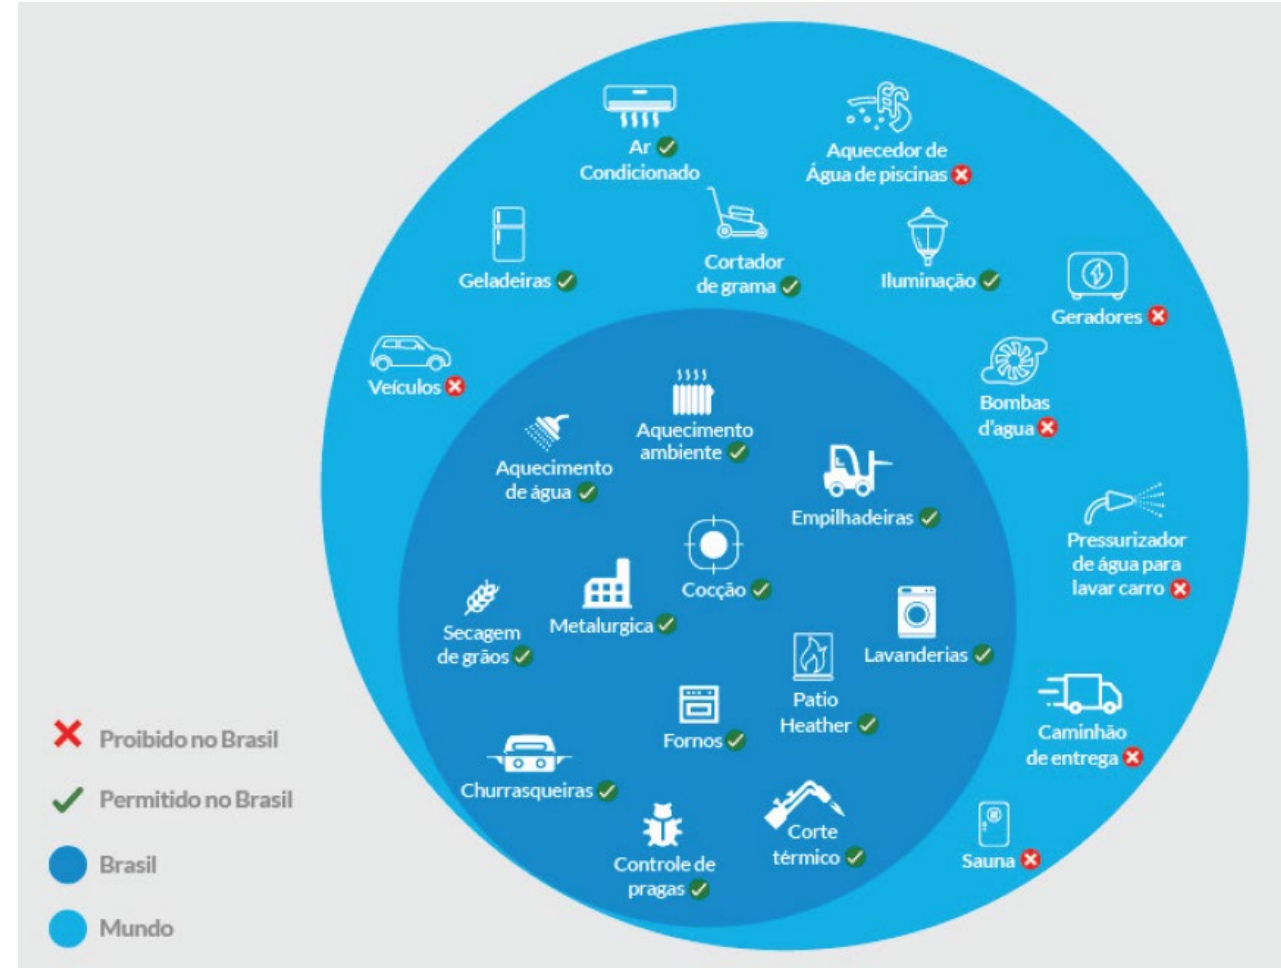 Ar
Condicionado
Aquecedor de
Água de piscinas
Geladeiras
Cortador
de grama
Iluminação
Geradores
Veículos
Bombas
d'agua
Aquecimento
ambiente
Aquecimento
de água
Empilhadeiras
Pressurizador
de água para
lavar carro
Cocção
Secagem
de grãos
Metalurgica
Lavanderias
Patio
Heather
Fornos
Caminhão
de entrega
Churrasqueiras
Corte
térmico
Controle de
pragas
Sauna
Proibido no Brasil
Permitido no Brasil
Brasil
Mundo